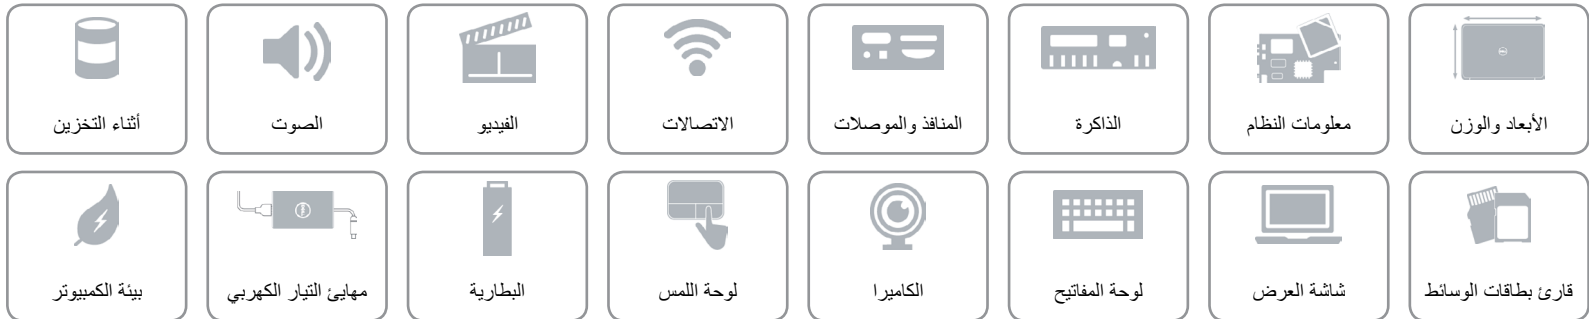 الأبعاد والوزن
معلومات النظام
الذاكرة
المنافذ والموصلات
الاتصالات
الفيديو
الصوت
أثناء التخزين
قارئ بطاقات الوسائط
شاشة العرض
لوحة المفاتيح
الكاميرا
لوحة اللمس
البطارية
مهايئ التيار الكهربي
بيئة الكمبيوتر